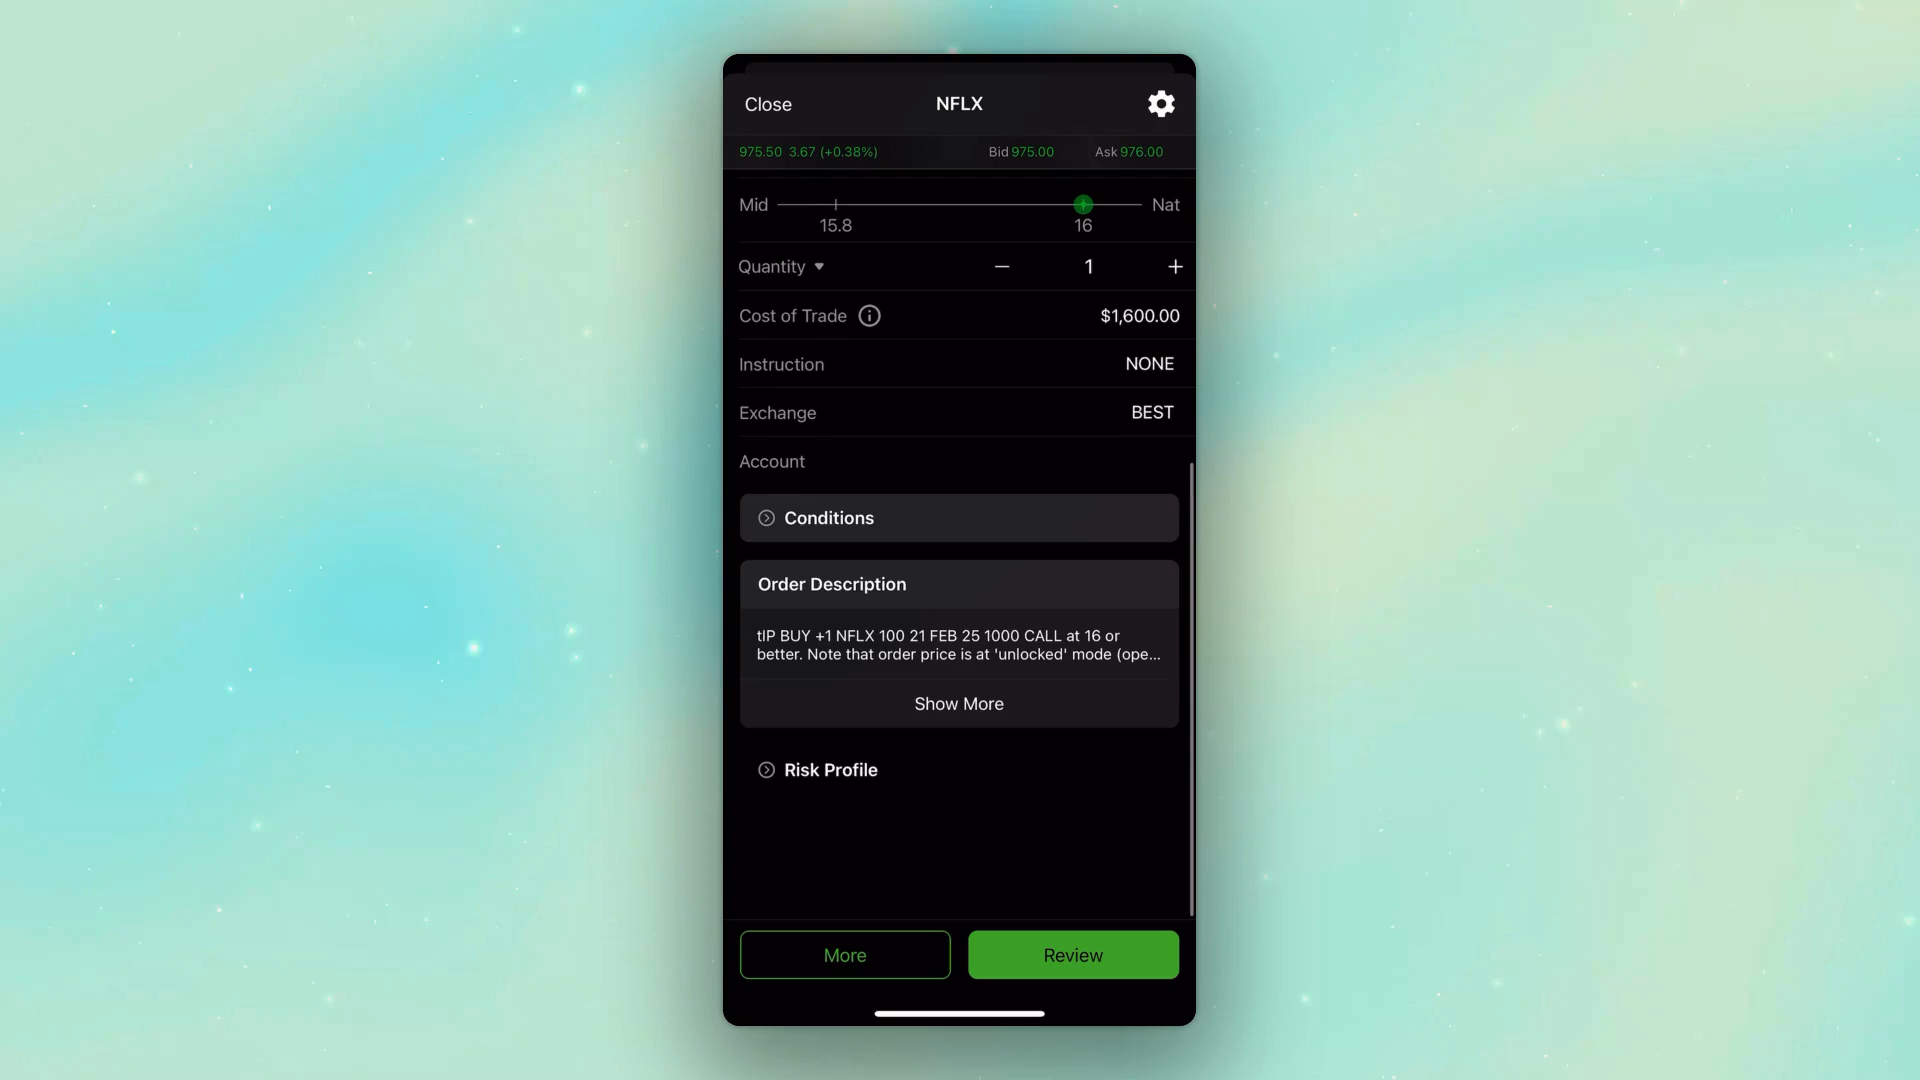 Close
NFLX
975.50 3.67 (+0.38%)
Bid 975.00
Ask 976.00
Mid
Nat
15.8
16
Quantity
1
Cost of Trade
$1,600.00
Instruction
NONE
Exchange
BEST
Account
Conditions
Order Description
tIP BUY +1 NFLX 100 21 FEB 25 1000 CALL at 16 or
better. Note that order price is at 'unlocked' mode (ope...
Show More
Risk Profile
More
Review